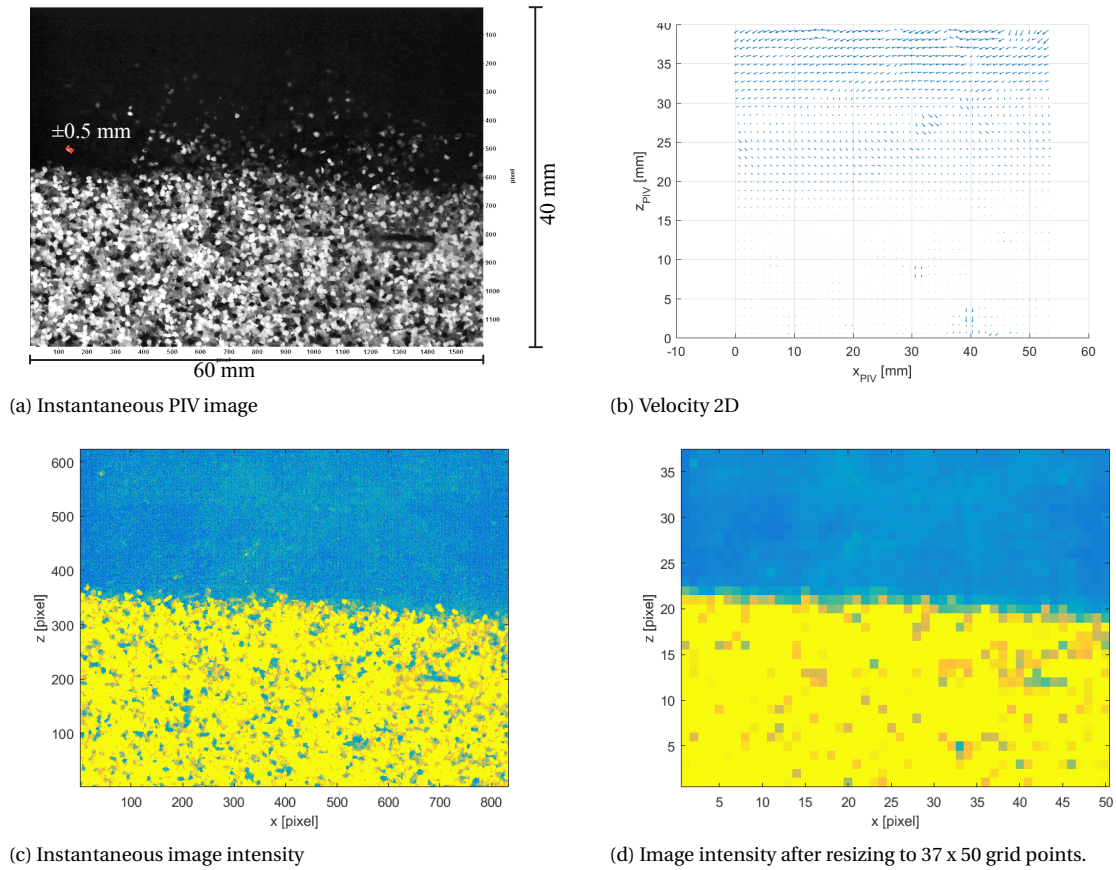 ±0.5 mm
100
200
300
400
500
600
700
800
900
1000
1100
pixel
100 200 300 400 500 600 700 800 900 1000 1100 1200 1300 1400 1500
pixel
60 mm
40 mm
(a) Instantaneous PIV image
40
35
30
25
20
15
10
5
0
z_PIV [mm]
-10 0 10 20 30 40 50 60
x_PIV [mm]
(b) Velocity 2D
600
500
400
300
200
100
z [pixel]
100 200 300 400 500 600 700 800
x [pixel]
(c) Instantaneous image intensity
35
30
25
20
15
10
5
z [pixel]
5 10 15 20 25 30 35 40 45 50
x [pixel]
(d) Image intensity after resizing to 37 x 50 grid points.